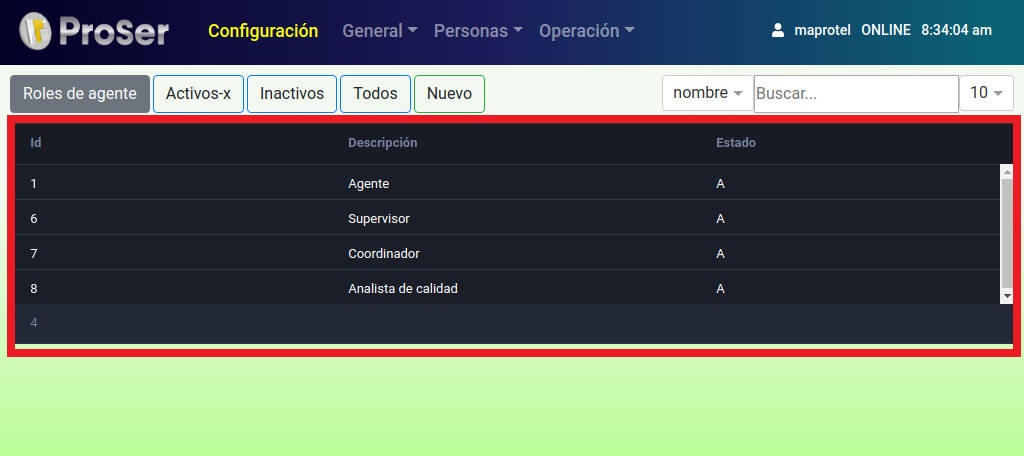 ProSer Configuración General Personas Operación maprotel ONLINE 8:34:04 am
Roles de agente Activos-x Inactivos Todos Nuevo nombre Buscar... 10
Id Descripción Estado
1 Agente A
6 Supervisor A
7 Coordinador A
8 Analista de calidad A
4